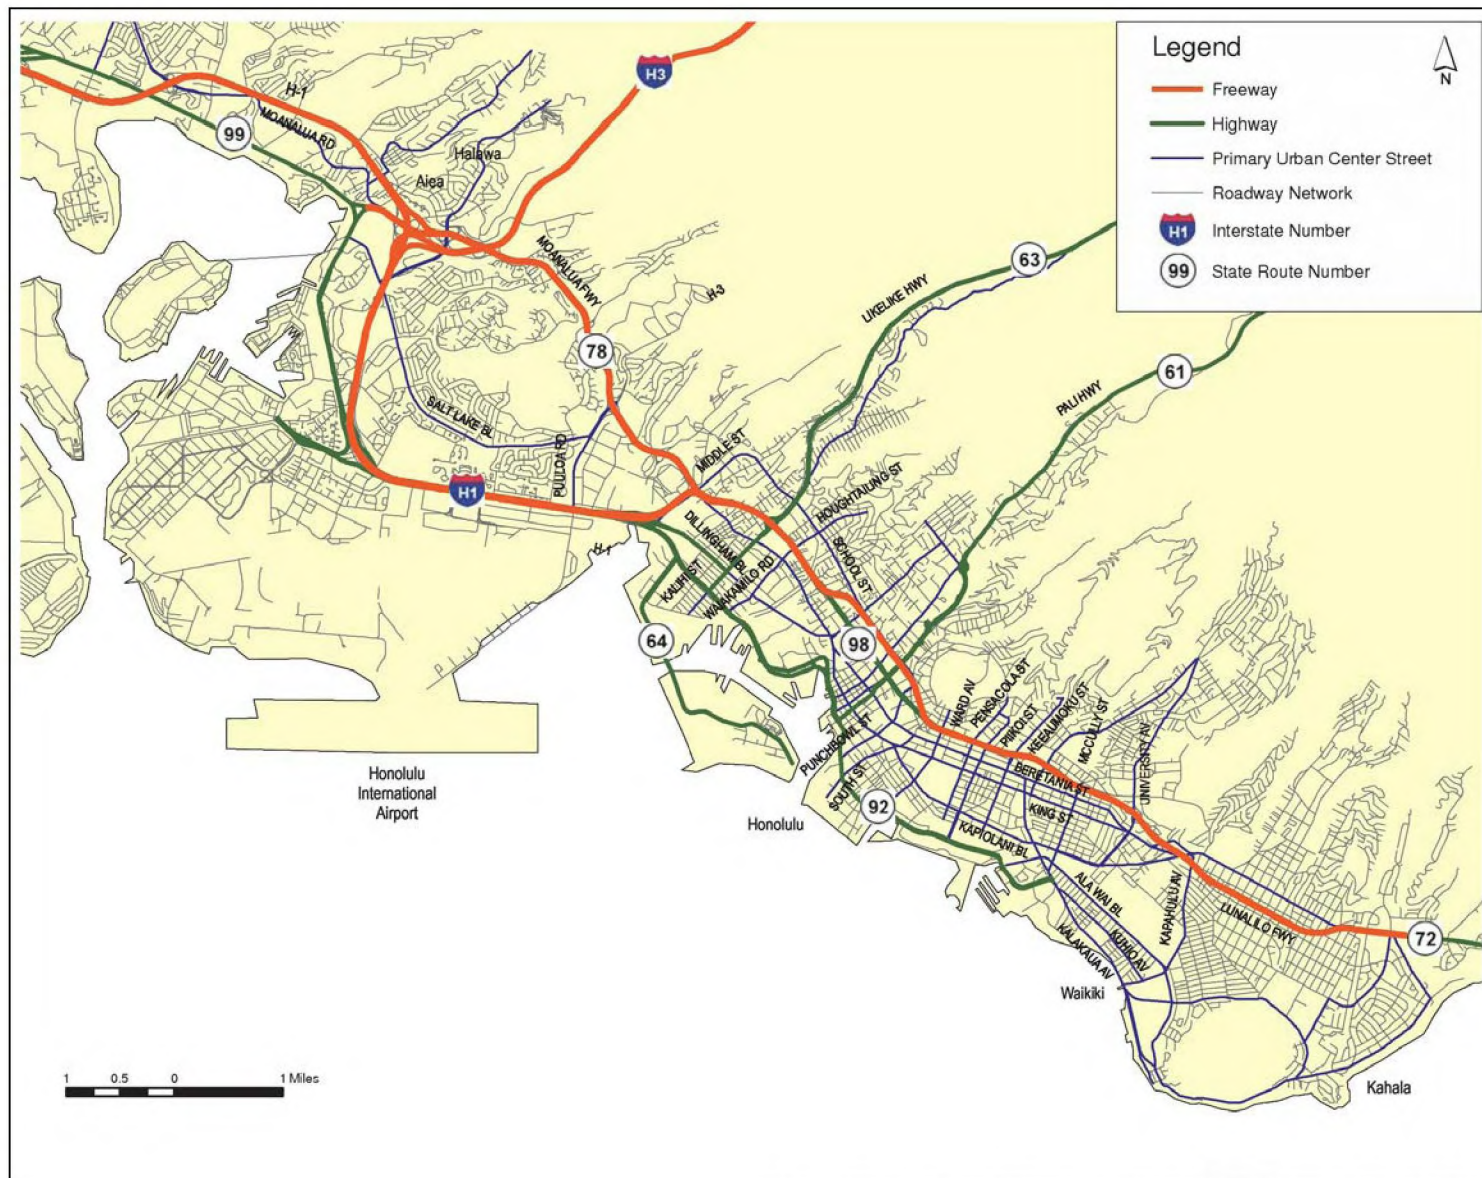 Legend
N
Freeway
Highway
Primary Urban Center Street
Roadway Network
H1 Interstate Number
99 State Route Number
H3
H-1
MOANALUA RD
99
Halawa
Aiea
MOANALUA FWY
H-3
63
LIKELIKE HWY
78
61
PALI HWY
SALT LAKE BL
PUULOA RD
MIDDLE ST
H1
HOUGHTAILING ST
DILLINGHAM BL
SCHOOL ST
H-1
KALIHI ST
WAIAKAMILO RD
64
98
WARD AV
PENSACOLA ST
PIIKOI ST
KEEAUMOKU ST
MCCULLY ST
UNIVERSITY AV
PUNCHBOWL ST
SOUTH ST
BERETANIA ST
KING ST
92
KAPIOLANI BL
Honolulu
International
Airport
Honolulu
ALA WAI BL
KAPAHULU AV
LUNALILO FWY
72
KUHIO AV
KALAKAUA AV
Waikiki
Kahala
1 0.5 0 1 Miles